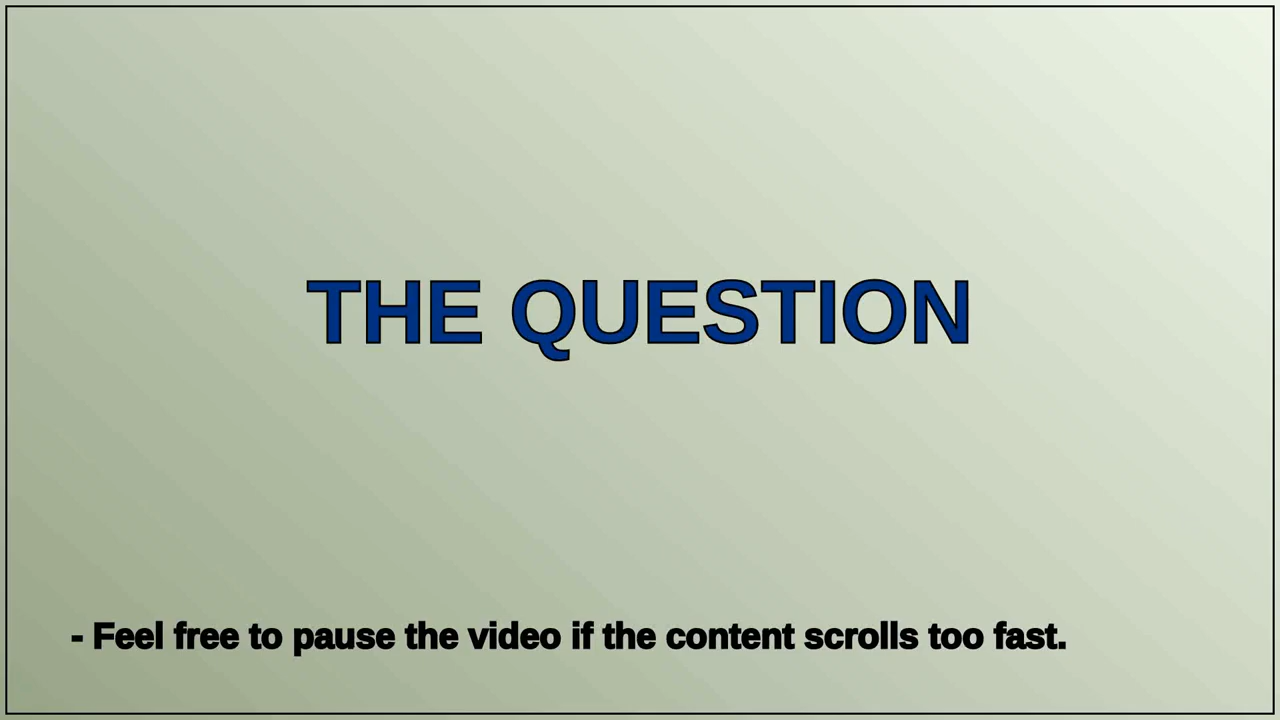 THE QUESTION
- Feel free to pause the video if the content scrolls too fast.